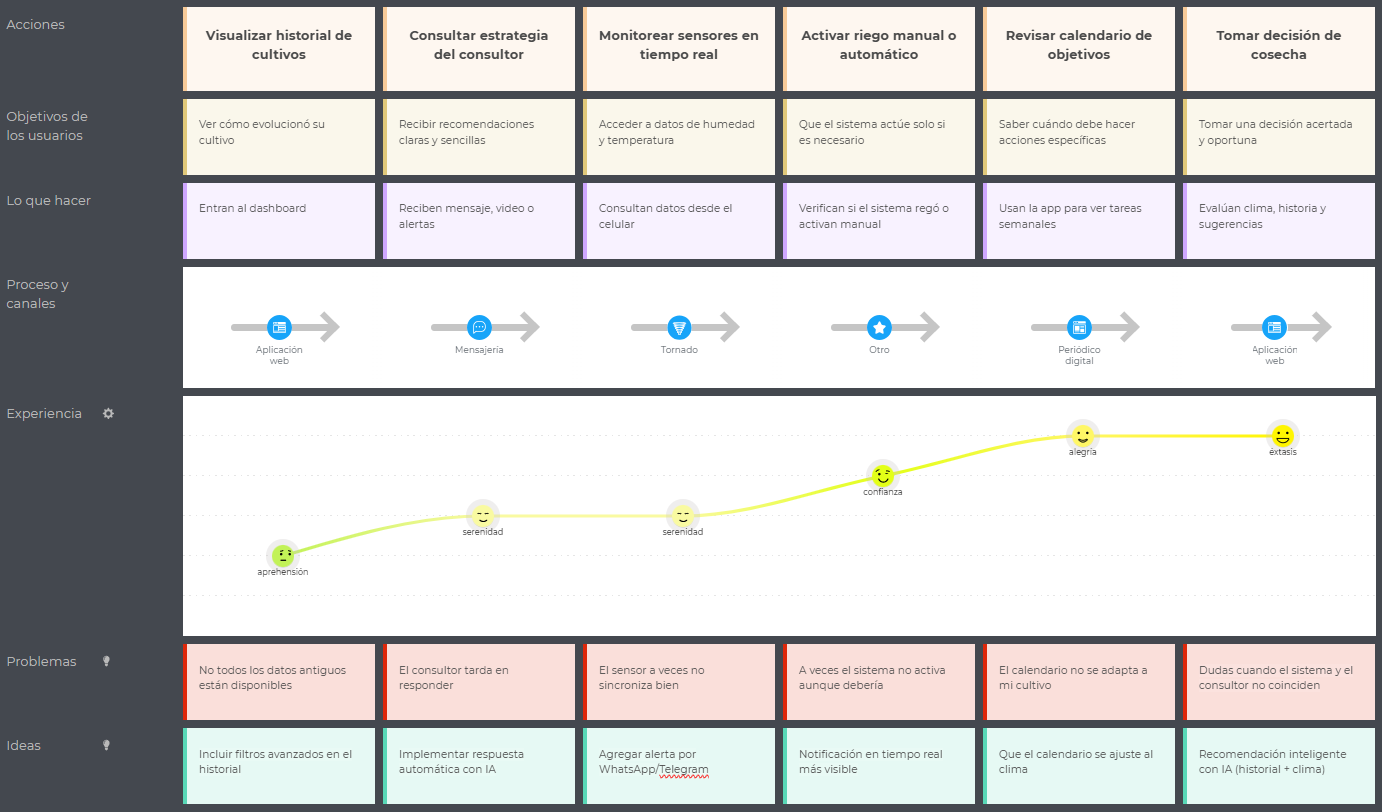 Acciones
Visualizar historial de
cultivos
Consultar estrategia
del consultor
Monitorear sensores en
tiempo real
Activar riego manual o
automático
Revisar calendario de
objetivos
Tomar decisión de
cosecha
Objetivos de
los usuarios
Ver cómo evolucionó su
cultivo
Recibir recomendaciones
claras y sencillas
Acceder a datos de humedad
y temperatura
Que el sistema actúe solo si
es necesario
Saber cuándo debe hacer
acciones específicas
Tomar una decisión acertada
y oportuna
Lo que hacer
Entran al dashboard
Reciben mensaje, video o
alertas
Consultan datos desde el
celular
Verifican si el sistema regó o
activan manual
Usan la app para ver tareas
semanales
Evalúan clima, historia y
sugerencias
Proceso y
canales
Aplicación
web
Mensajería
Tornado
Otro
Periódico
digital
Aplicación
web
Experiencia
aprehensión
serenidad
serenidad
confianza
alegría
éxtasis
Problemas
No todos los datos antiguos
están disponibles
El consultor tarda en
responder
El sensor a veces no
sincroniza bien
A veces el sistema no activa
aunque debería
El calendario no se adapta a
mi cultivo
Dudas cuando el sistema y el
consultor no coinciden
Ideas
Incluir filtros avanzados en el
historial
Implementar respuesta
automática con IA
Agregar alerta por
WhatsApp/Telegram
Notificación en tiempo real
más visible
Que el calendario se ajuste al
clima
Recomendación inteligente
con IA (historial + clima)